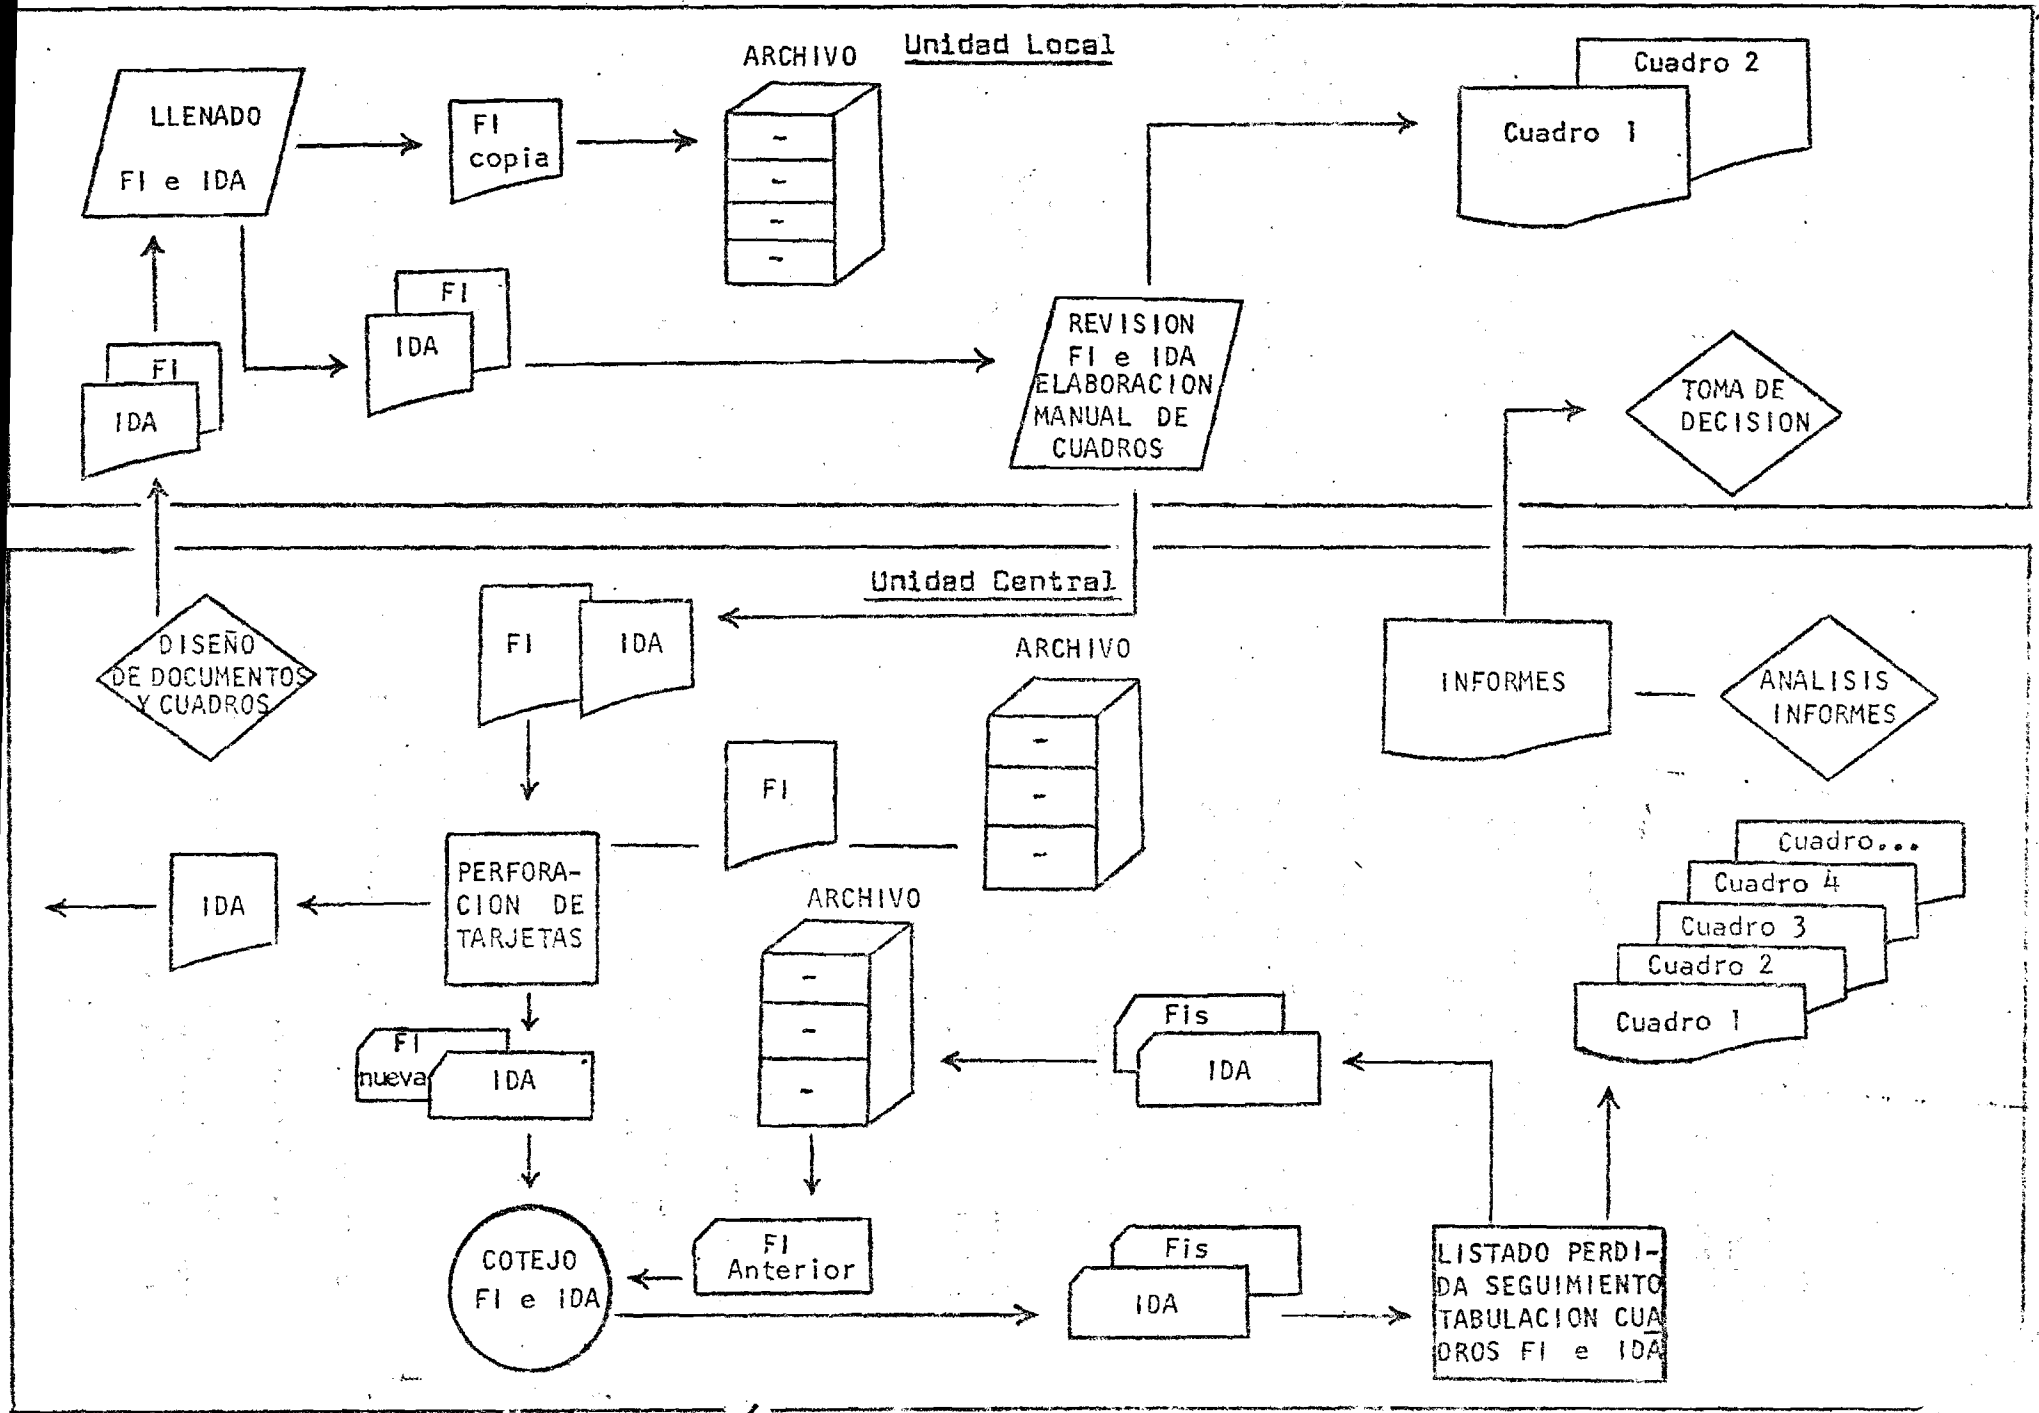 Unidad Local
ARCHIVO
Cuadro 2
Cuadro 1
LLENADO
FI e IDA
FI
copia
FI
IDA
FI
IDA
REVISION
FI e IDA
ELABORACION
MANUAL DE
CUADROS
TOMA DE
DECISION
Unidad Central
DISEÑO
DE DOCUMENTOS
Y CUADROS
FI
IDA
ARCHIVO
INFORMES
ANALISIS
INFORMES
FI
PERFORA-
CION DE
TARJETAS
IDA
ARCHIVO
Cuadro...
Cuadro 4
Cuadro 3
Cuadro 2
Cuadro 1
FI
nueva
IDA
Fis
IDA
COTEJO
FI e IDA
FI
Anterior
Fis
IDA
LISTADO PERDI-
DA SEGUIMIENTO
TABULACION CUA
DROS FI e IDA